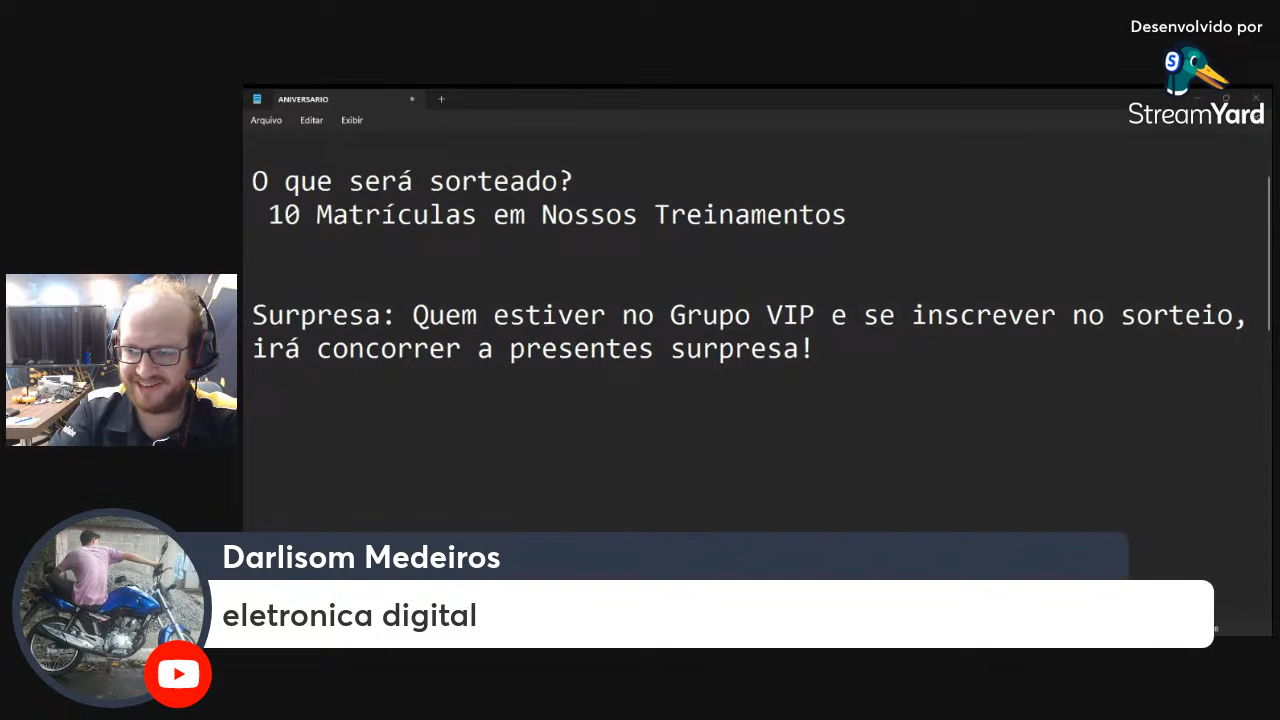 Desenvolvido por
StreamYard
ANIVERSARIO
Arquivo Editar Exibir
O que será sorteado?
10 Matrículas em Nossos Treinamentos
Surpresa: Quem estiver no Grupo VIP e se inscrever no sorteio,
irá concorrer a presentes surpresa!
Darlisom Medeiros
eletronica digital